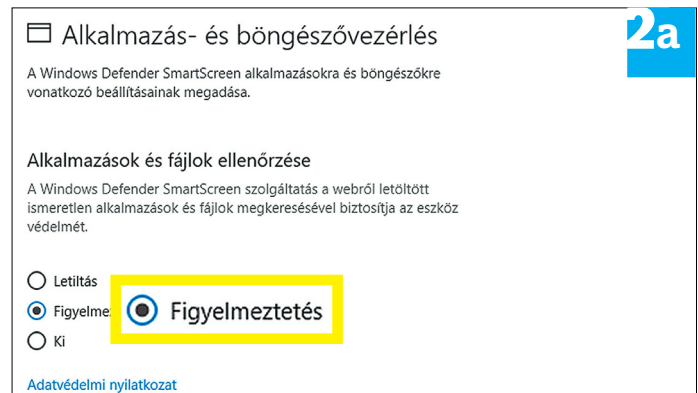 Alkalmazás- és böngészővezérlés
2a
A Windows Defender SmartScreen alkalmazásokra és böngészőkre
vonatkozó beállításainak megadása.
Alkalmazások és fájlok ellenőrzése
A Windows Defender SmartScreen szolgáltatás a webről letöltött
ismeretlen alkalmazások és fájlok megkeresésével biztosítja az eszköz
védelmét.
Letiltás
Figyelme
Figyelmeztetés
Ki
Adatvédelmi nyilatkozat